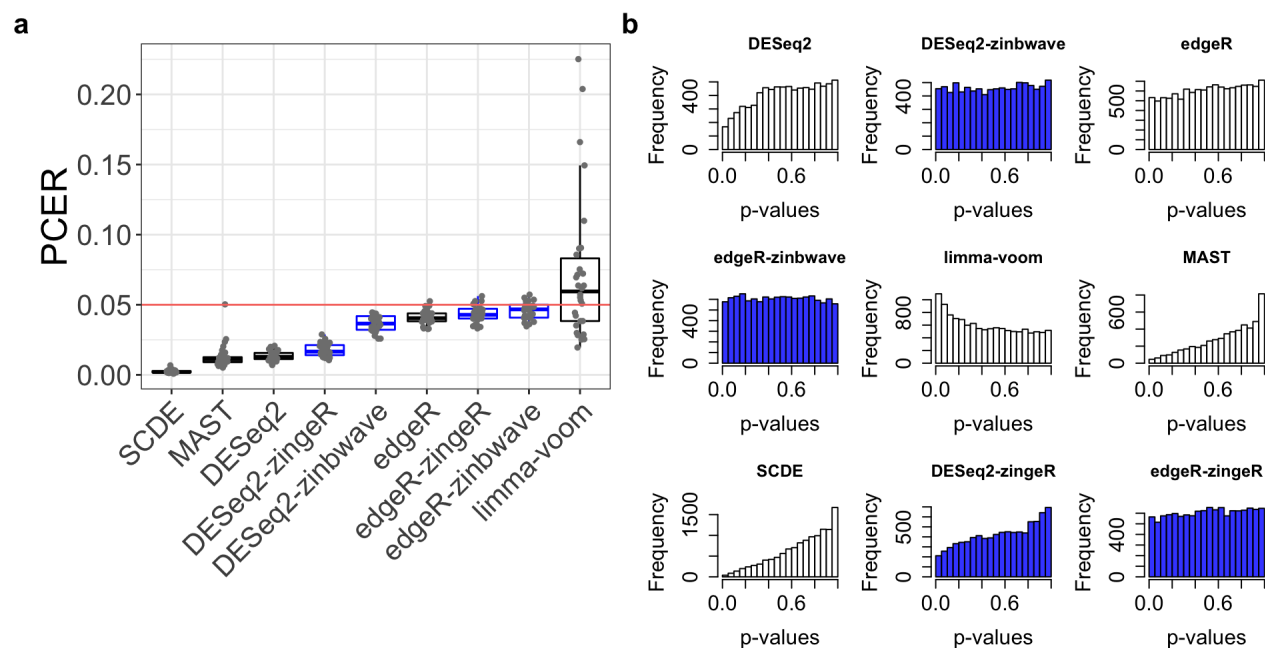 a
PCER
0.20
0.15
0.10
0.05
0.00
SCDE
MAST
DESeq2
DESeq2-zingeR
DESeq2-zinbwave
edgeR
edgeR-zingeR
edgeR-zinbwave
limma-voom
b
DESeq2
Frequency
0 400
0.0 0.6
p-values
DESeq2-zinbwave
Frequency
0 400
0.0 0.6
p-values
edgeR
Frequency
0 500
0.0 0.6
p-values
edgeR-zinbwave
Frequency
0 400
0.0 0.6
p-values
limma-voom
Frequency
0 800
0.0 0.6
p-values
MAST
Frequency
0 600
0.0 0.6
p-values
SCDE
Frequency
0 1500
0.0 0.6
p-values
DESeq2-zingeR
Frequency
0 500
0.0 0.6
p-values
edgeR-zingeR
Frequency
0 400
0.0 0.6
p-values